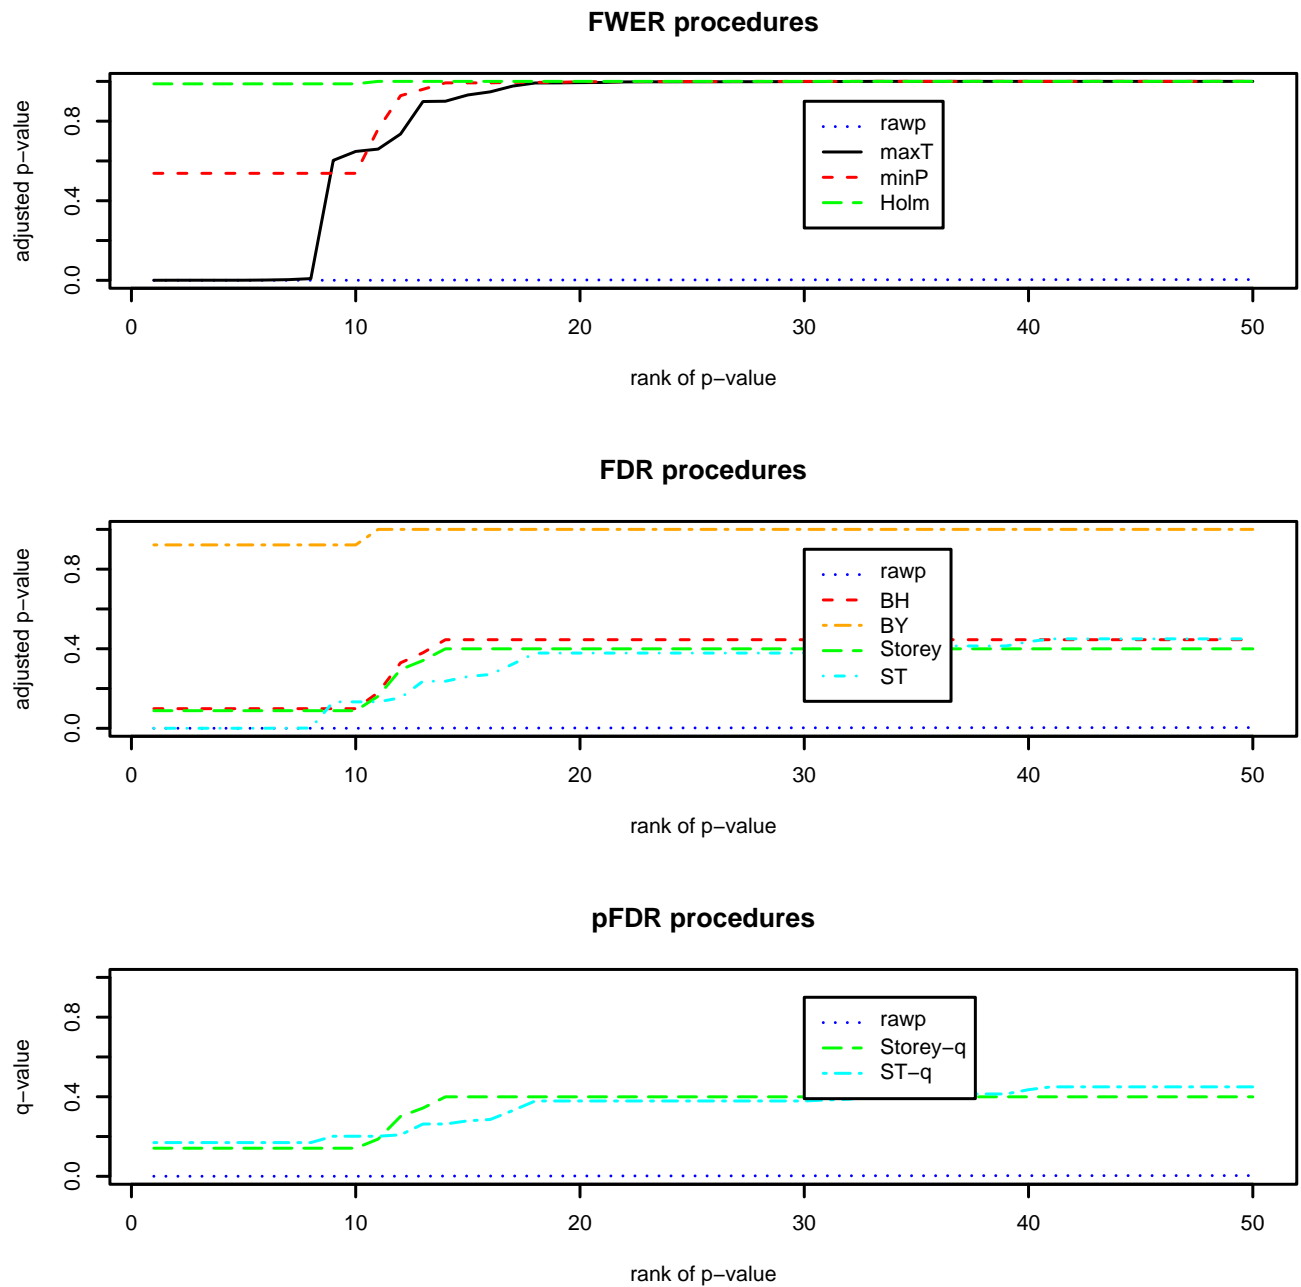 FWER procedures
adjusted p−value
0.0 0.4 0.8
rawp
maxT
minP
Holm
0 10 20 30 40 50
rank of p−value
FDR procedures
adjusted p−value
0.0 0.4 0.8
rawp
BH
BY
Storey
ST
0 10 20 30 40 50
rank of p−value
pFDR procedures
q−value
0.0 0.4 0.8
rawp
Storey−q
ST−q
0 10 20 30 40 50
rank of p−value